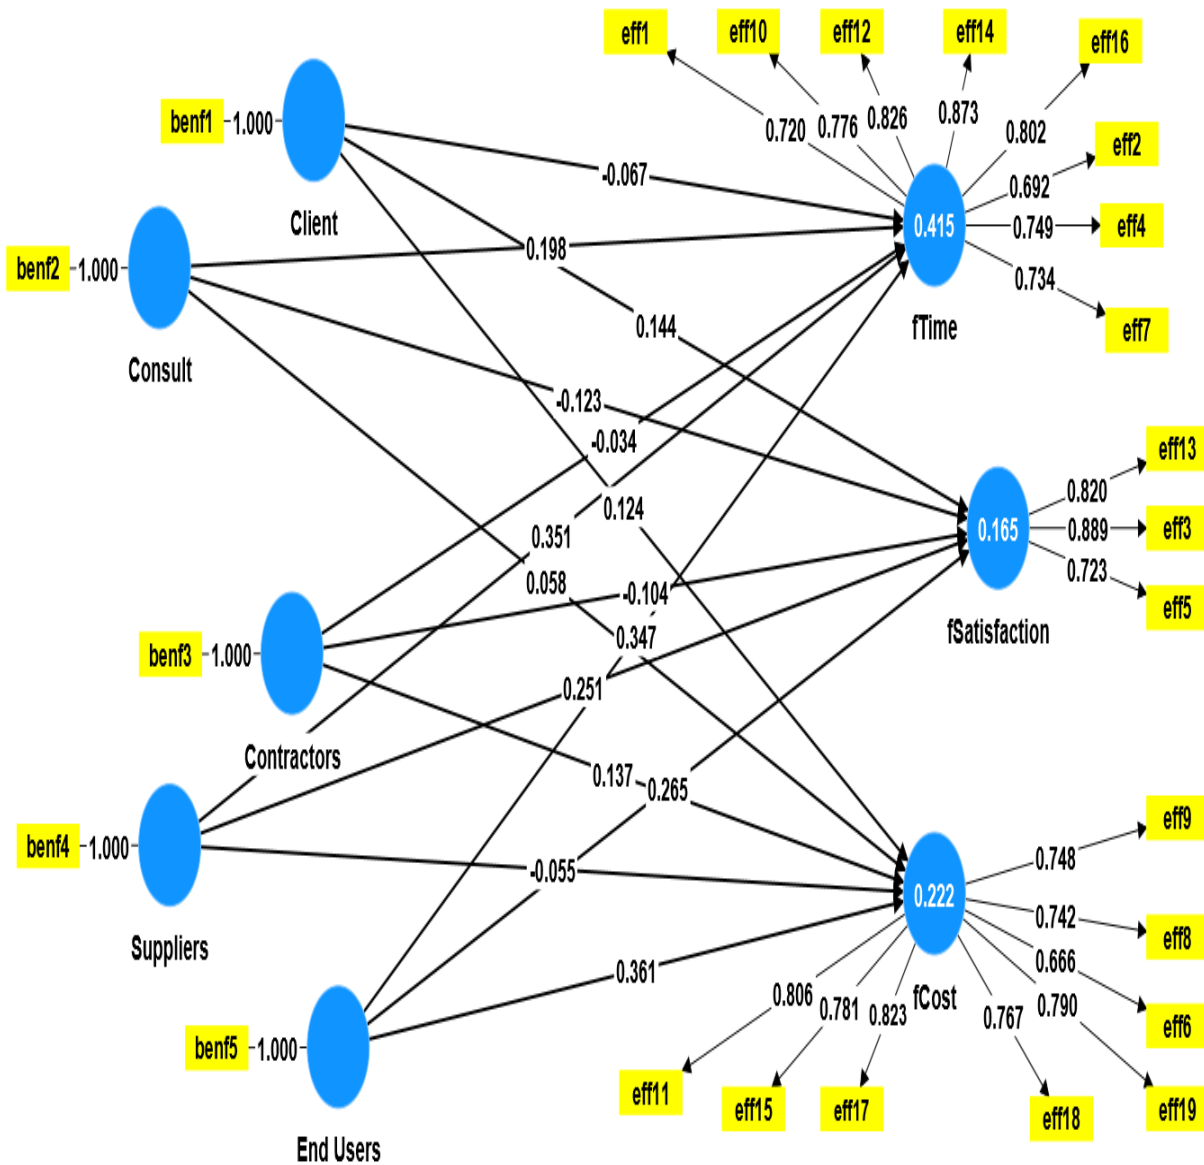 eff1
eff10
eff12
eff14
eff16
benf1
1.000
0.720
0.776
0.826
0.873
0.802
eff2
-0.067
0.692
Client
0.415
0.749
eff4
benf2
1.000
0.198
0.734
fTime
eff7
0.144
Consult
-0.123
-0.034
eff13
0.820
0.124
0.165
0.889
eff3
0.351
0.723
0.058
-0.104
eff5
benf3
1.000
0.347
fSatisfaction
0.251
Contractors
0.137
0.265
eff9
benf4
1.000
0.748
-0.055
0.222
0.742
eff8
Suppliers
0.361
0.666
0.806
0.781
0.823
fCost
0.767
0.790
eff6
benf5
1.000
eff11
eff15
eff17
eff18
eff19
End Users